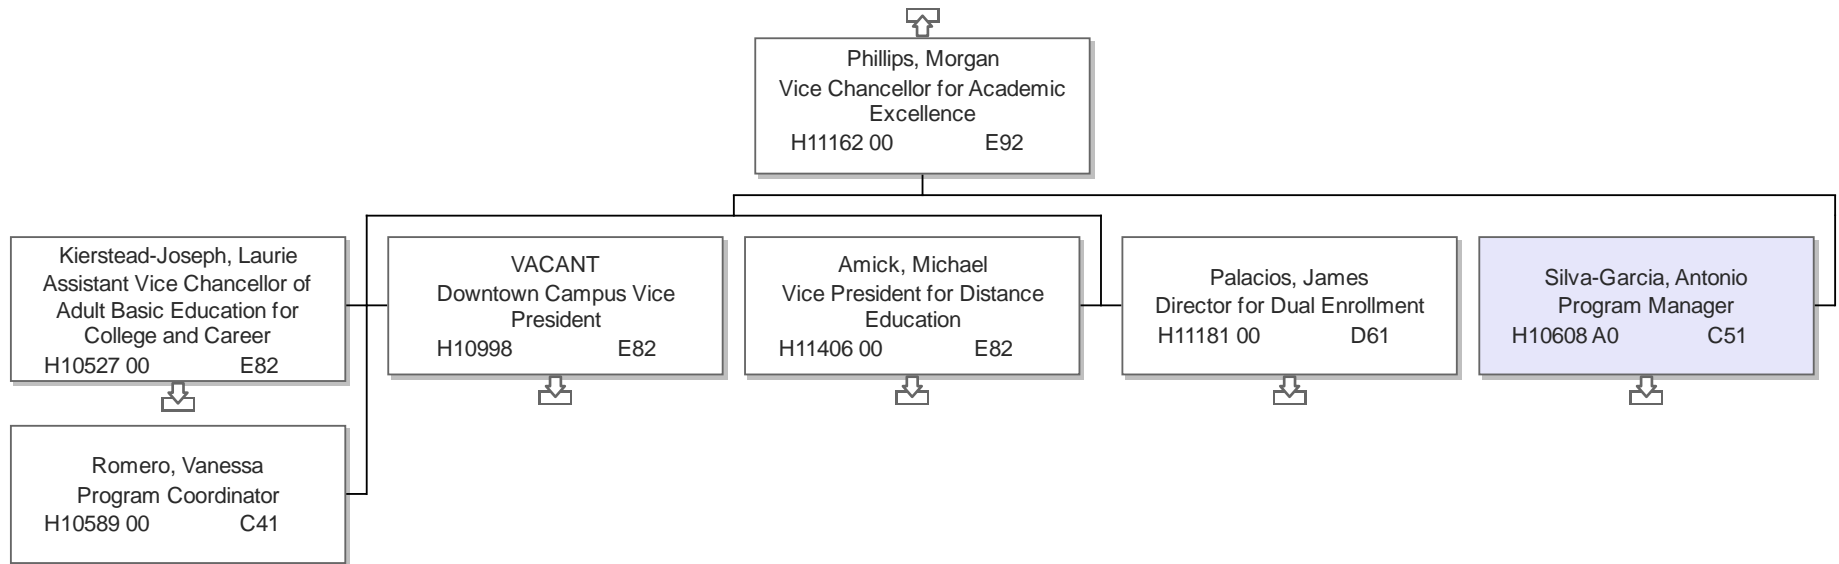 Phillips, Morgan
Vice Chancellor for Academic
Excellence
H11162 00 E92
Kierstead-Joseph, Laurie
Assistant Vice Chancellor of
Adult Basic Education for
College and Career
H10527 00 E82
VACANT
Downtown Campus Vice
President
H10998 E82
Amick, Michael
Vice President for Distance
Education
H11406 00 E82
Palacios, James
Director for Dual Enrollment
H11181 00 D61
Silva-Garcia, Antonio
Program Manager
H10608 A0 C51
Romero, Vanessa
Program Coordinator
H10589 00 C41